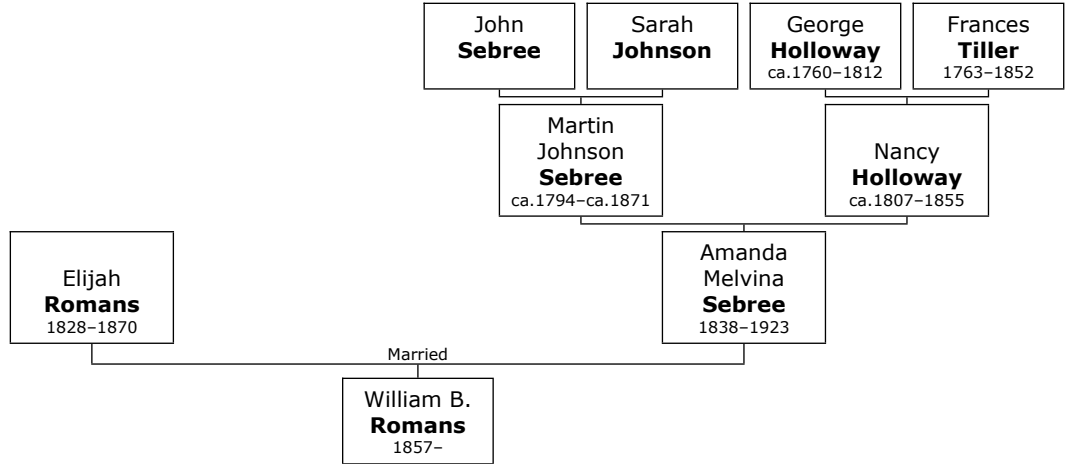 John
Sebree
Sarah
Johnson
George
Holloway
ca.1760–1812
Frances
Tiller
1763–1852
Martin
Johnson
Sebree
ca.1794–ca.1871
Nancy
Holloway
ca.1807–1855
Elijah
Romans
1828–1870
Amanda
Melvina
Sebree
1838–1923
Married
William B.
Romans
1857–